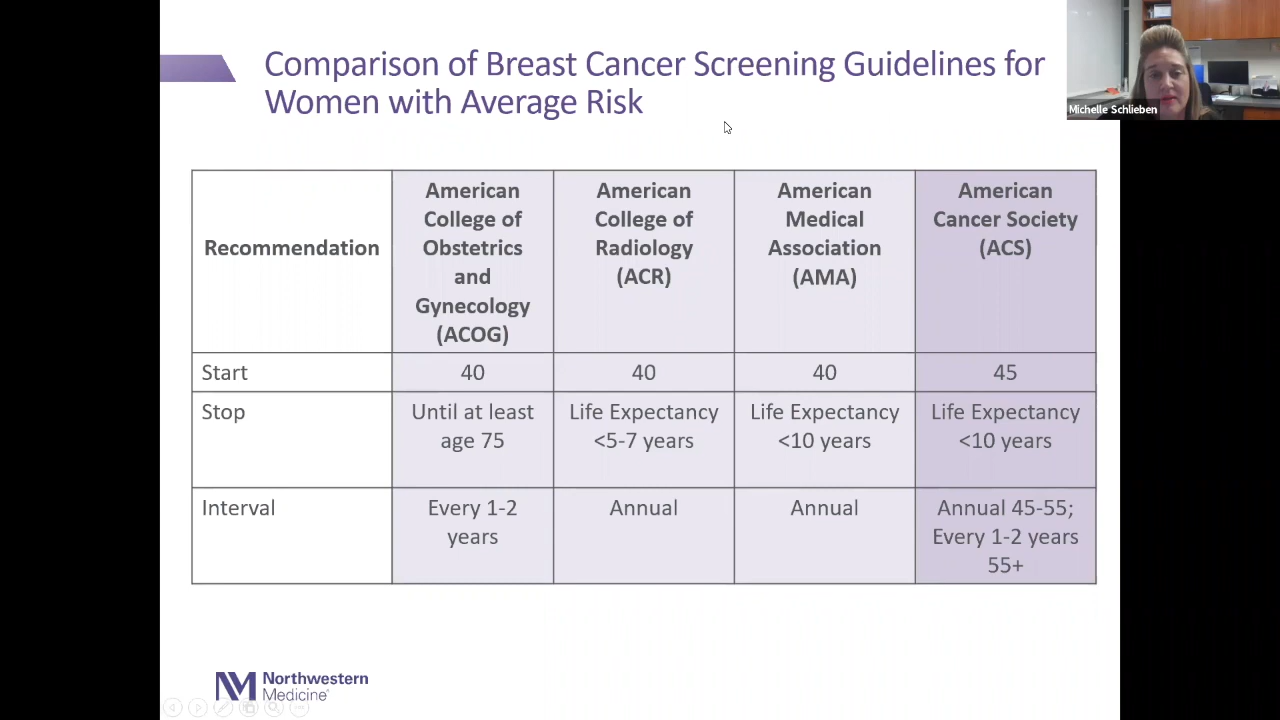 Comparison of Breast Cancer Screening Guidelines for
Women with Average Risk
Michelle Schlieben
Recommendation
American
College of
Obstetrics
and
Gynecology
(ACOG)
American
College of
Radiology
(ACR)
American
Medical
Association
(AMA)
American
Cancer Society
(ACS)
Start
40
40
40
45
Stop
Until at least
age 75
Life Expectancy
<5-7 years
Life Expectancy
<10 years
Life Expectancy
<10 years
Interval
Every 1-2
years
Annual
Annual
Annual 45-55;
Every 1-2 years
55+
NM
Northwestern
Medicine®